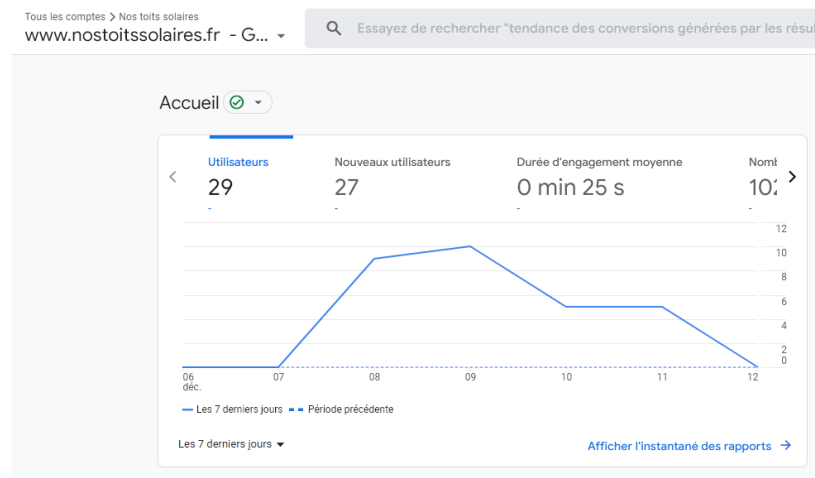 Tous les comptes > Nos toits solaires
www.nostoitssolaires.fr - G...
Essayez de rechercher "tendance des conversions générées par les résul
Accueil
Utilisateurs
29
-
Nouveaux utilisateurs
27
-
Durée d'engagement moyenne
0 min 25 s
-
Nomb
102
-
12
10
8
6
4
2
0
06
déc.
07
08
09
10
11
12
Les 7 derniers jours
Période précédente
Les 7 derniers jours
Afficher l'instantané des rapports →